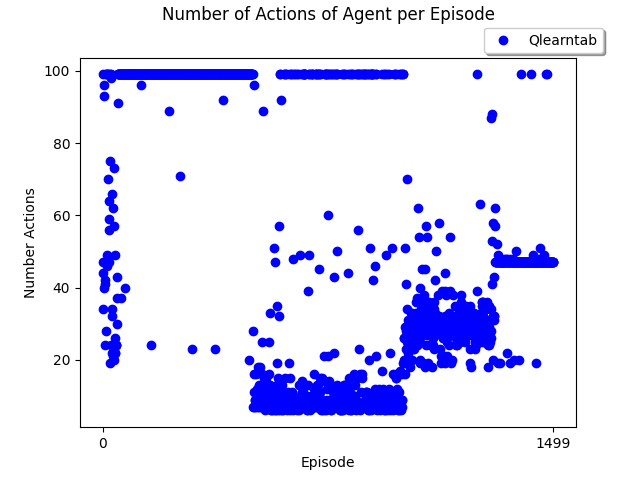 Number of Actions of Agent per Episode
Qlearntab
100
80
60
40
20
Number Actions
0
1499
Episode